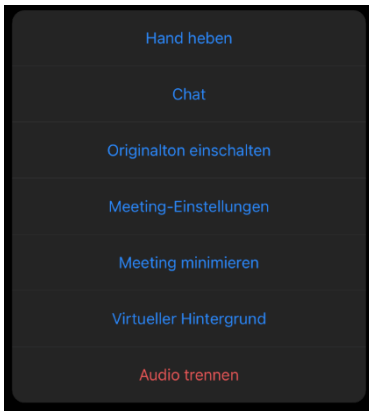 Hand heben
Chat
Originalton einschalten
Meeting-Einstellungen
Meeting minimieren
Virtueller Hintergrund
Audio trennen